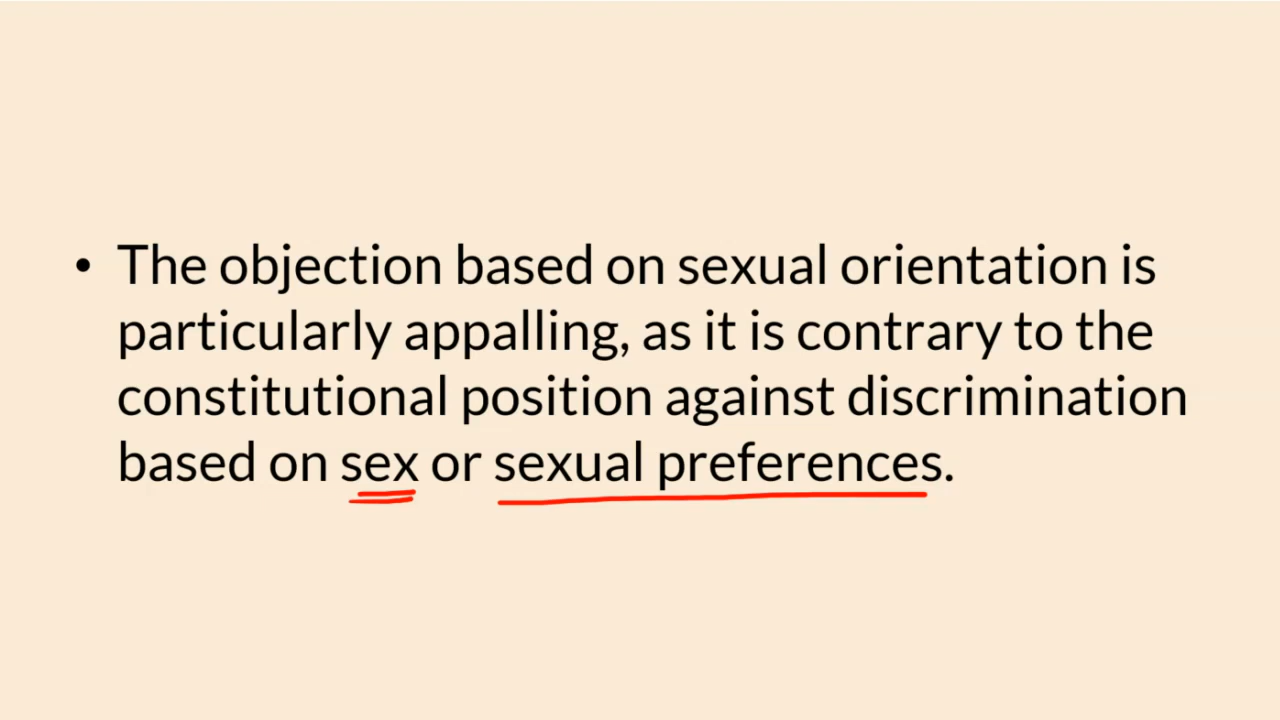 • The objection based on sexual orientation is
particularly appalling, as it is contrary to the
constitutional position against discrimination
based on sex or sexual preferences.